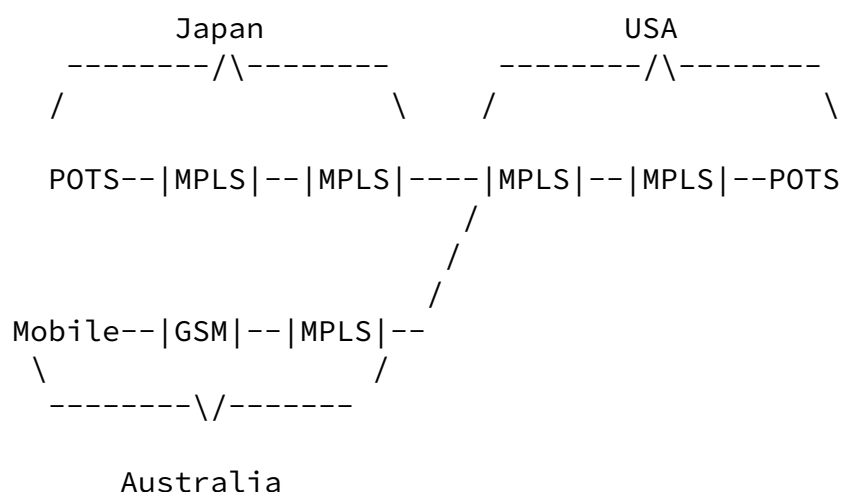 Japan                    USA
   --------/\--------      --------/\--------
  /                  \    /                  \

  POTS--|MPLS|--|MPLS|----|MPLS|--|MPLS|--POTS
                         /
                        /
                       /
Mobile--|GSM|--|MPLS|--
 \                  /
  --------\/-------

      Australia